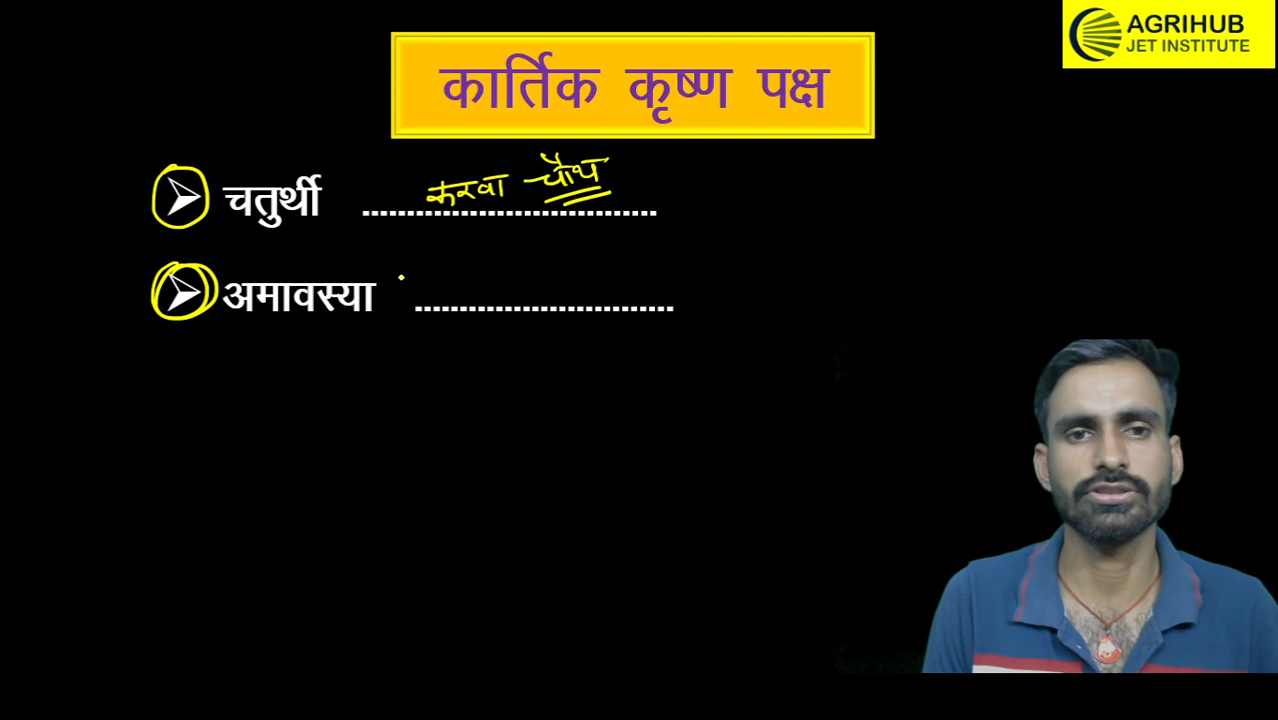 AGRIHUB
JET INSTITUTE
कार्तिक कृष्ण पक्ष
चतुर्थी ................................. करवा चौथ
अमावस्या .............................